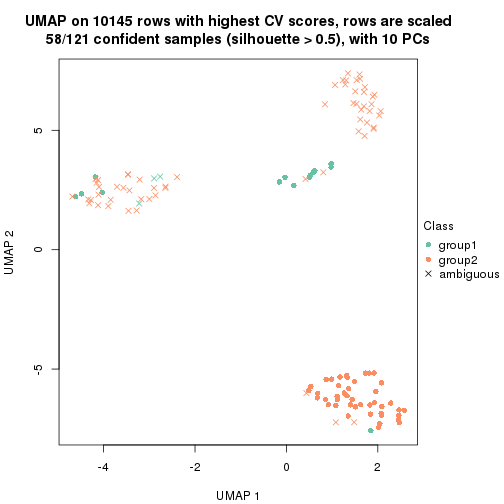 UMAP on 10145 rows with highest CV scores, rows are scaled
58/121 confident samples (silhouette > 0.5), with 10 PCs
5
0
-5
UMAP 2
-4
-2
0
2
UMAP 1
Class
group1
group2
ambiguous